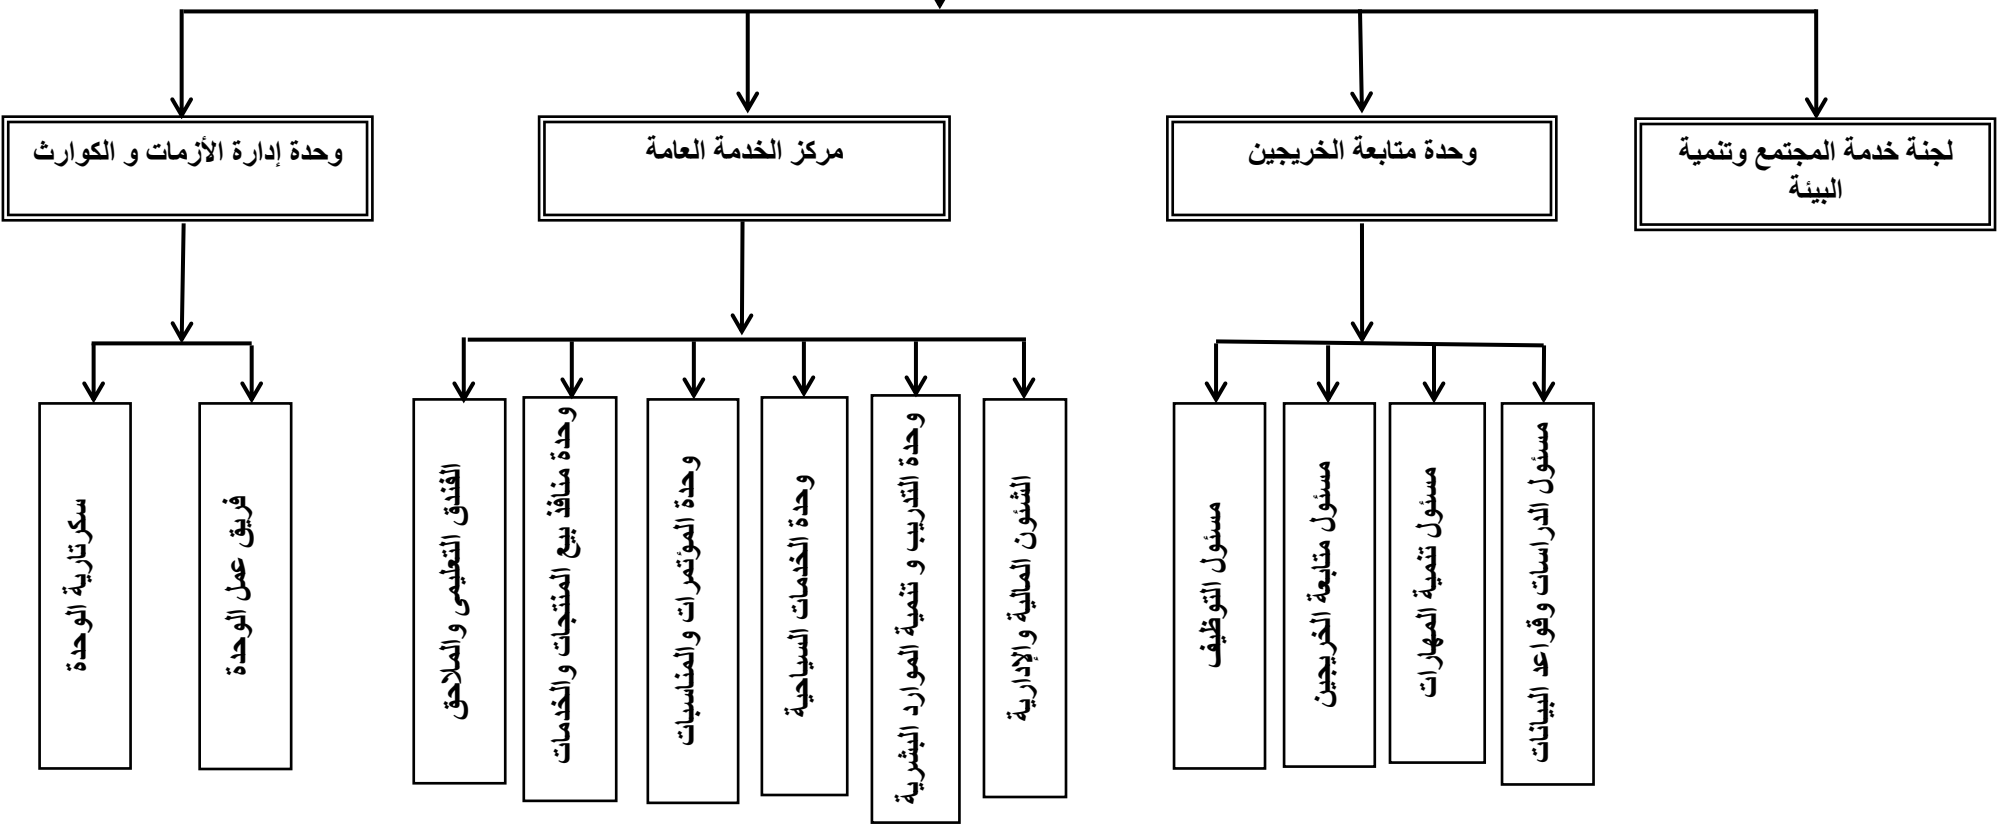 لجنة خدمة المجتمع وتنمية
البيئة
وحدة متابعة الخريجين
مركز الخدمة العامة
وحدة إدارة الأزمات و الكوارث
مسئول الدراسات وقواعد البيانات
مسئول تنمية المهارات
مسئول متابعة الخريجين
مسئول التوظيف
الشئون المالية والإدارية
وحدة التدريب و تنمية الموارد البشرية
وحدة الخدمات السياحية
وحدة المؤتمرات والمناسبات
وحدة منافذ بيع المنتجات والخدمات
الفندق التعليمى والملاحق
فريق عمل الوحدة
سكرتارية الوحدة